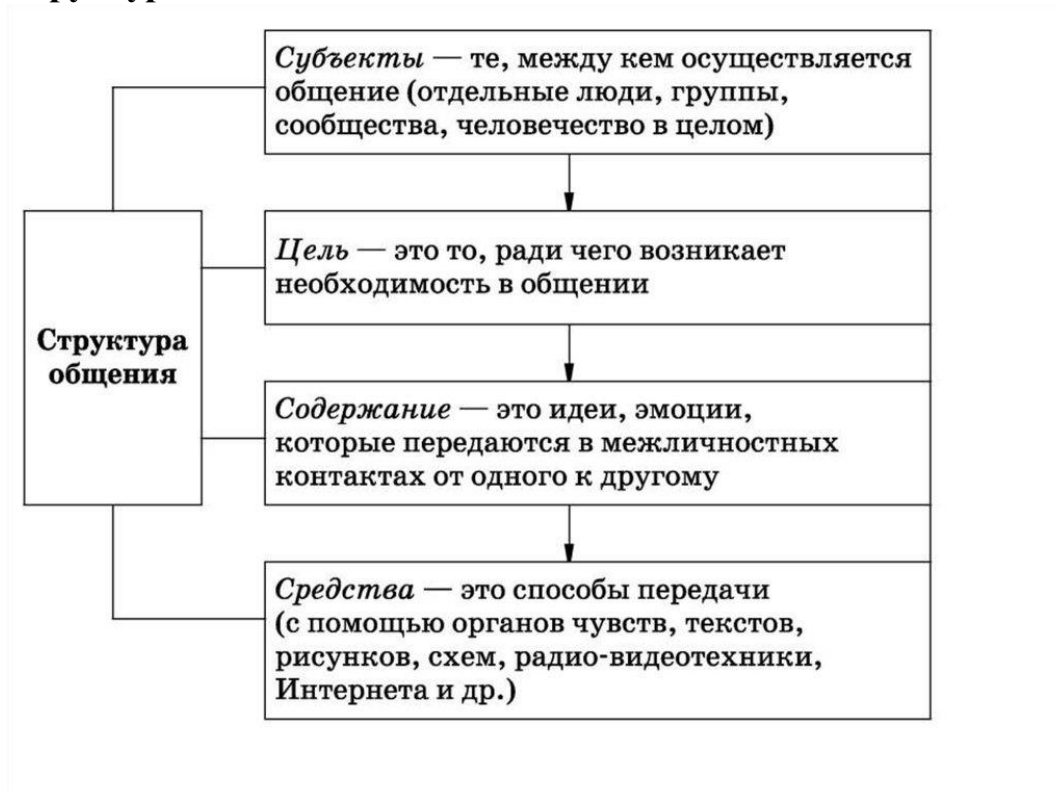 Субъекты — те, между кем осуществляется
общение (отдельные люди, группы,
сообщества, человечество в целом)
Цель — это то, ради чего возникает
необходимость в общении
Структура
общения
Содержание — это идеи, эмоции,
которые передаются в межличностных
контактах от одного к другому
Средства — это способы передачи
(с помощью органов чувств, текстов,
рисунков, схем, радио-видеотехники,
Интернета и др.)